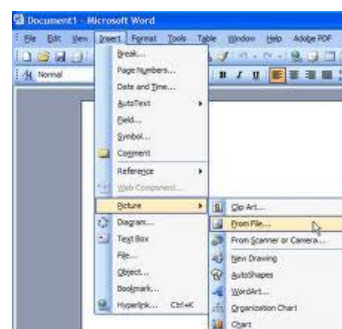 Document1 - Microsoft Word
File Edit View Insert Format Tools Table Window Help Adobe PDF
Normal
B I U
Break...
Page Numbers...
Date and Time...
AutoText
Field...
Symbol...
Comment
Reference
Web Component...
Picture
Diagram...
Text Box
File...
Object...
Bookmark...
Hyperlink... Ctrl+K
Clip Art...
From File...
From Scanner or Camera...
New Drawing
AutoShapes
WordArt...
Organization Chart
Chart